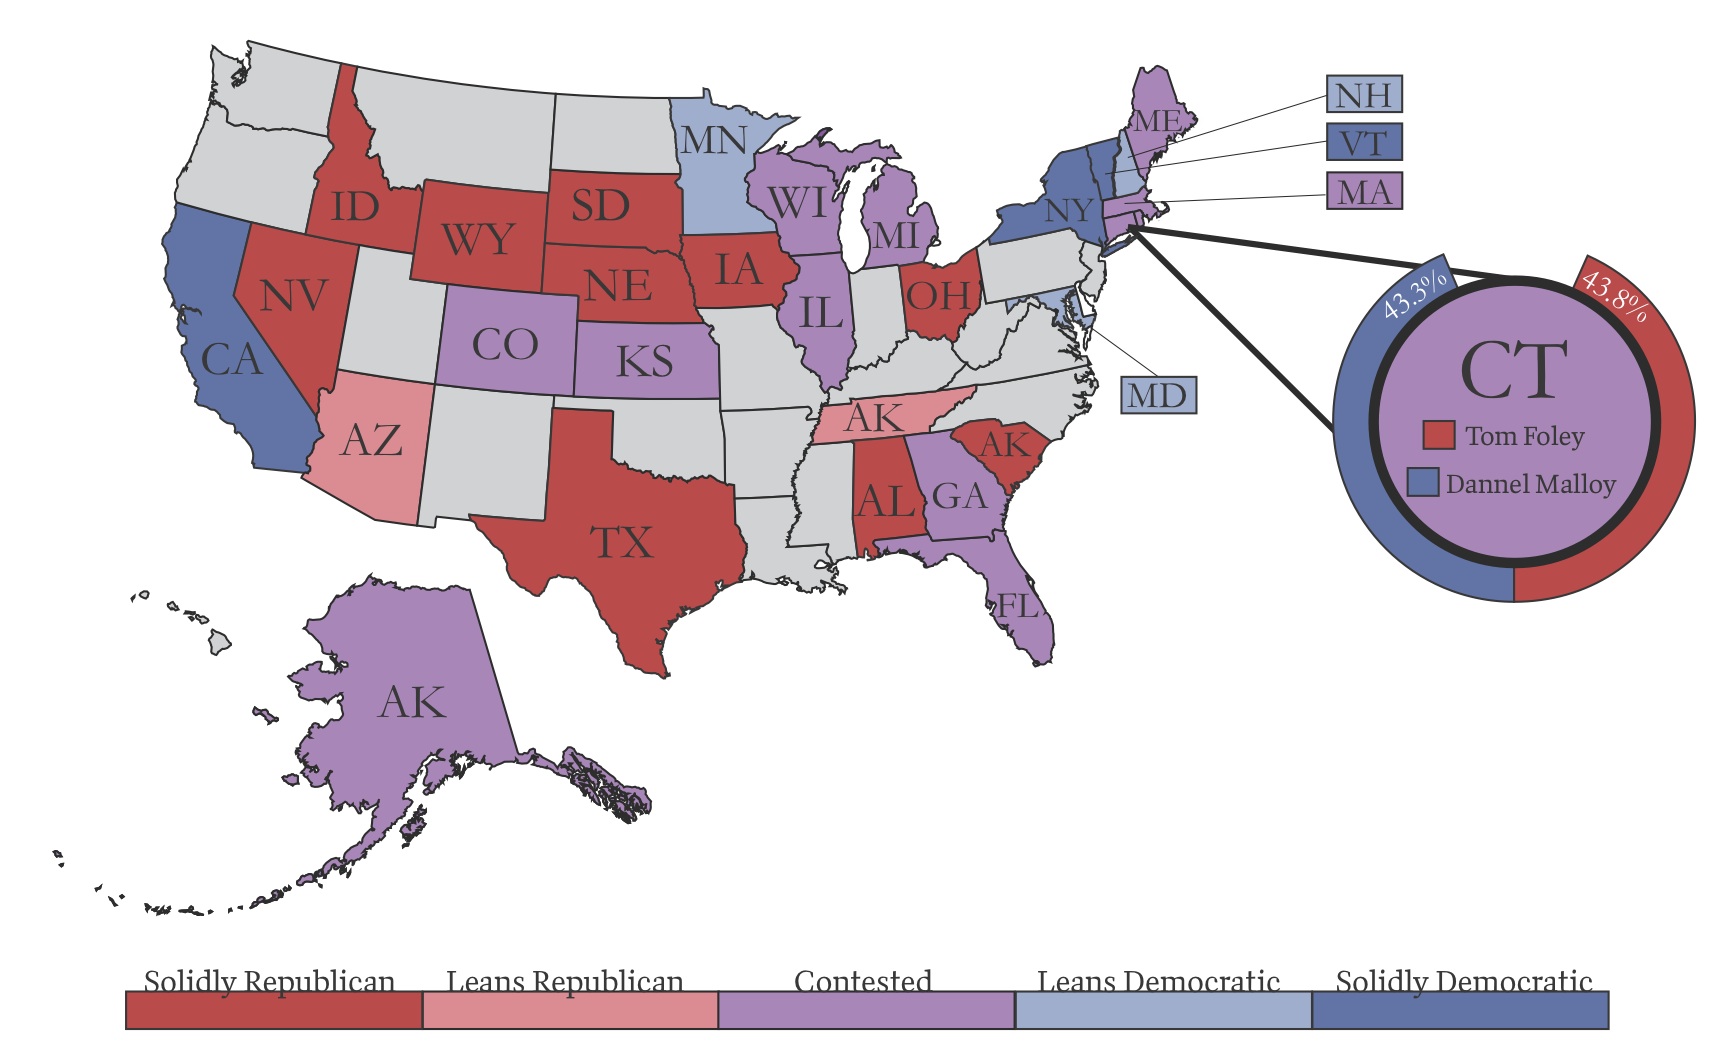 NH
ME
MN
VT
WI
MA
ID
SD
NY
WY
MI
IA
43.3%
43.8%
NV
NE
OH
IL
CO
CA
KS
CT
MD
AK
Tom Foley
AZ
AK
Dannel Malloy
AL
GA
TX
FL
AK
Solidly Republican
Leans Republican
Contested
Leans Democratic
Solidly Democratic